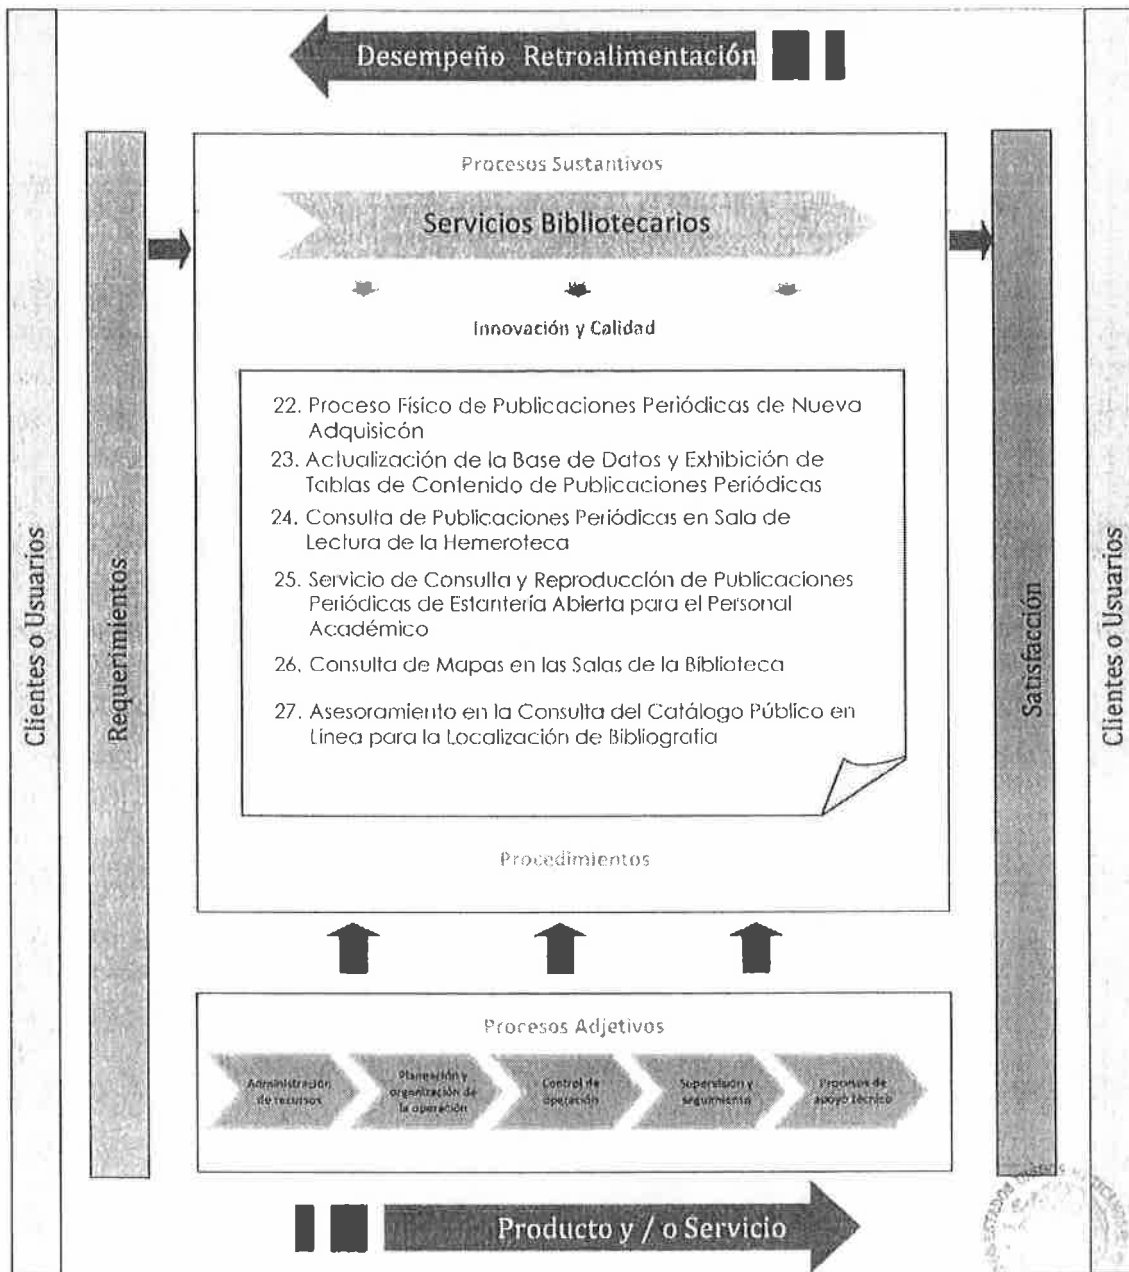 Desempeño Retroalimentación
Clientes o Usuarios
Requerimientos
Procesos Sustantivos
Servicios Bibliotecarios
Innovación y Calidad
22. Proceso Físico de Publicaciones Periódicas de Nueva
Adquisicón
23. Actualización de la Base de Datos y Exhibición de
Tablas de Contenido de Publicaciones Periódicas
24. Consulta de Publicaciones Periódicas en Sala de
Lectura de la Hemeroteca
25. Servicio de Consulta y Reproducción de Publicaciones
Periódicas de Estantería Abierta para el Personal
Académico
26. Consulta de Mapas en las Salas de la Biblioteca
27. Asesoramiento en la Consulta del Catálogo Público en
Línea para la Localización de Bibliografía
Procedimientos
Satisfacción
Clientes o Usuarios
Procesos Adjetivos
Administración
de recursos
Planeación y
organización de
la operación
Control de
operación
Supervisión y
seguimiento
Procesos de
apoyo técnico
Producto y / o Servicio